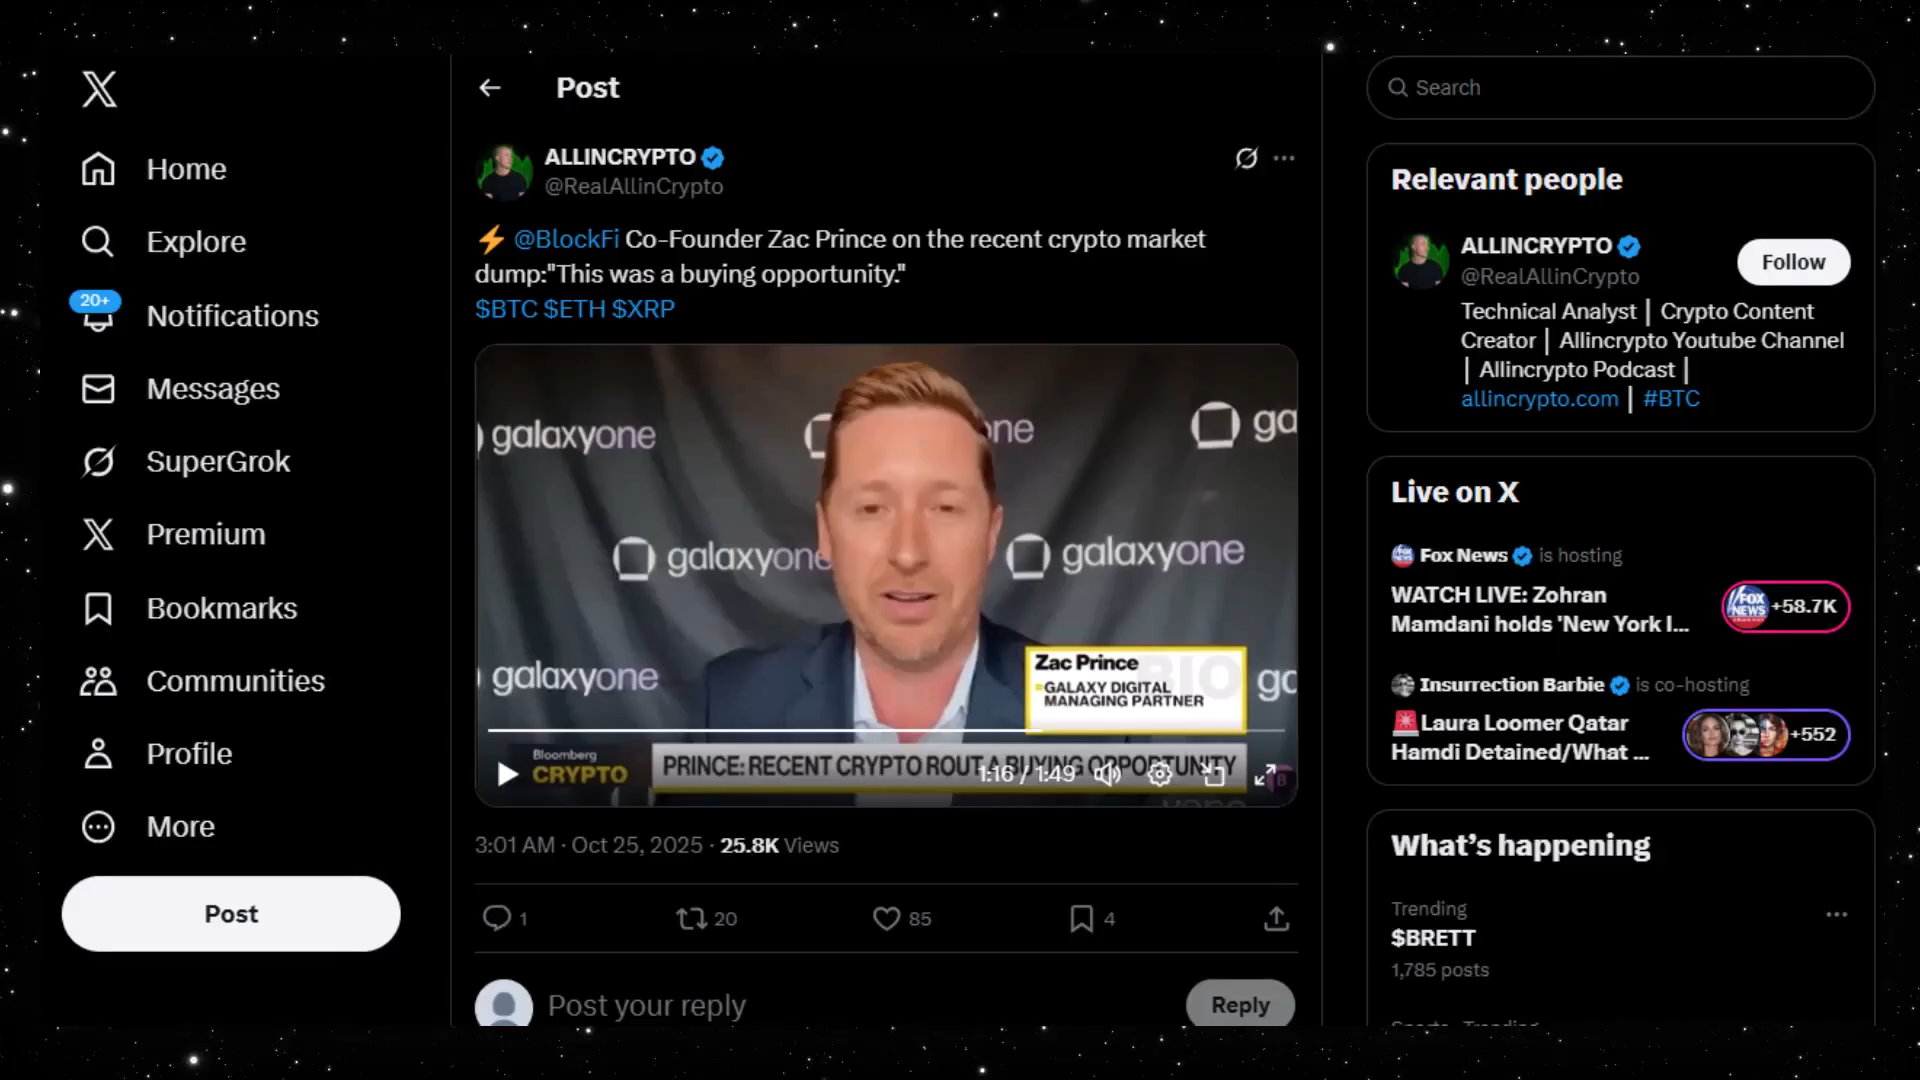 Home
Explore
20+
Notifications
Messages
SuperGrok
Premium
Bookmarks
Communities
Profile
More
Post
Post
ALLINCRYPTO
@RealAllinCrypto
⚡ @BlockFi Co-Founder Zac Prince on the recent crypto market
dump:"This was a buying opportunity."
$BTC $ETH $XRP
galaxyone
ne
ga
galaxyone
galaxyone
galaxyone
ga
Zac Prince
GALAXY DIGITAL
MANAGING PARTNER
Bloomberg
CRYPTO
PRINCE: RECENT CRYPTO ROUT A BUYING OPPORTUNITY
1:16 / 1:49
3:01 AM · Oct 25, 2025 · 25.8K Views
1
20
85
4
Post your reply
Reply
Search
Relevant people
ALLINCRYPTO
@RealAllinCrypto
Follow
Technical Analyst | Crypto Content
Creator | Allincrypto Youtube Channel
| Allincrypto Podcast |
allincrypto.com | #BTC
Live on X
Fox News is hosting
WATCH LIVE: Zohran
Mamdani holds 'New York I...
FOX
NEWS
+58.7K
Insurrection Barbie is co-hosting
🚨Laura Loomer Qatar
Hamdi Detained/What ...
+552
What's happening
Trending
$BRETT
1,785 posts